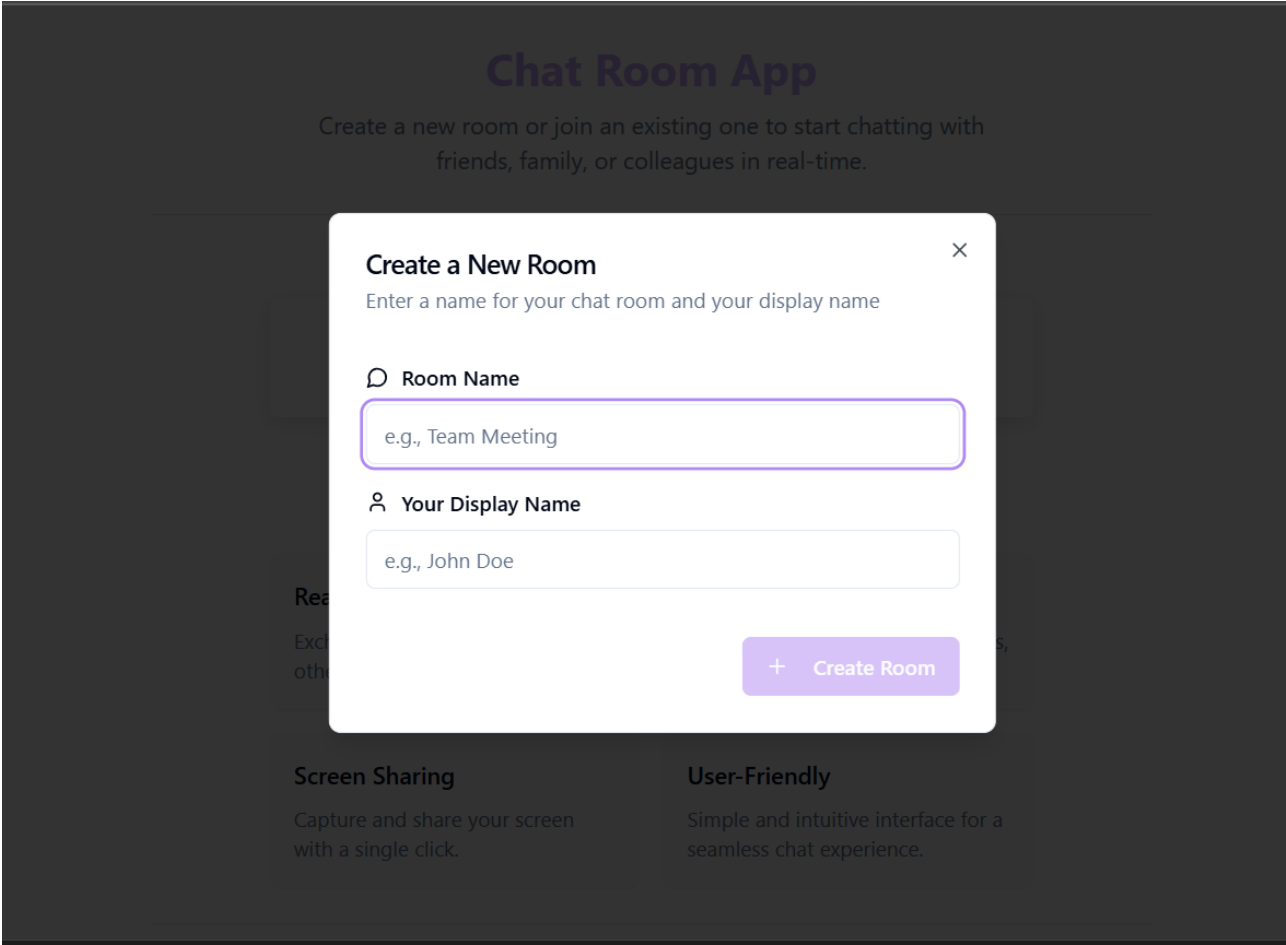 Chat Room App
Create a new room or join an existing one to start chatting with
friends, family, or colleagues in real-time.
Create a New Room
Enter a name for your chat room and your display name
Room Name
e.g., Team Meeting
Your Display Name
e.g., John Doe
Create Room
Screen Sharing
Capture and share your screen
with a single click.
User-Friendly
Simple and intuitive interface for a
seamless chat experience.